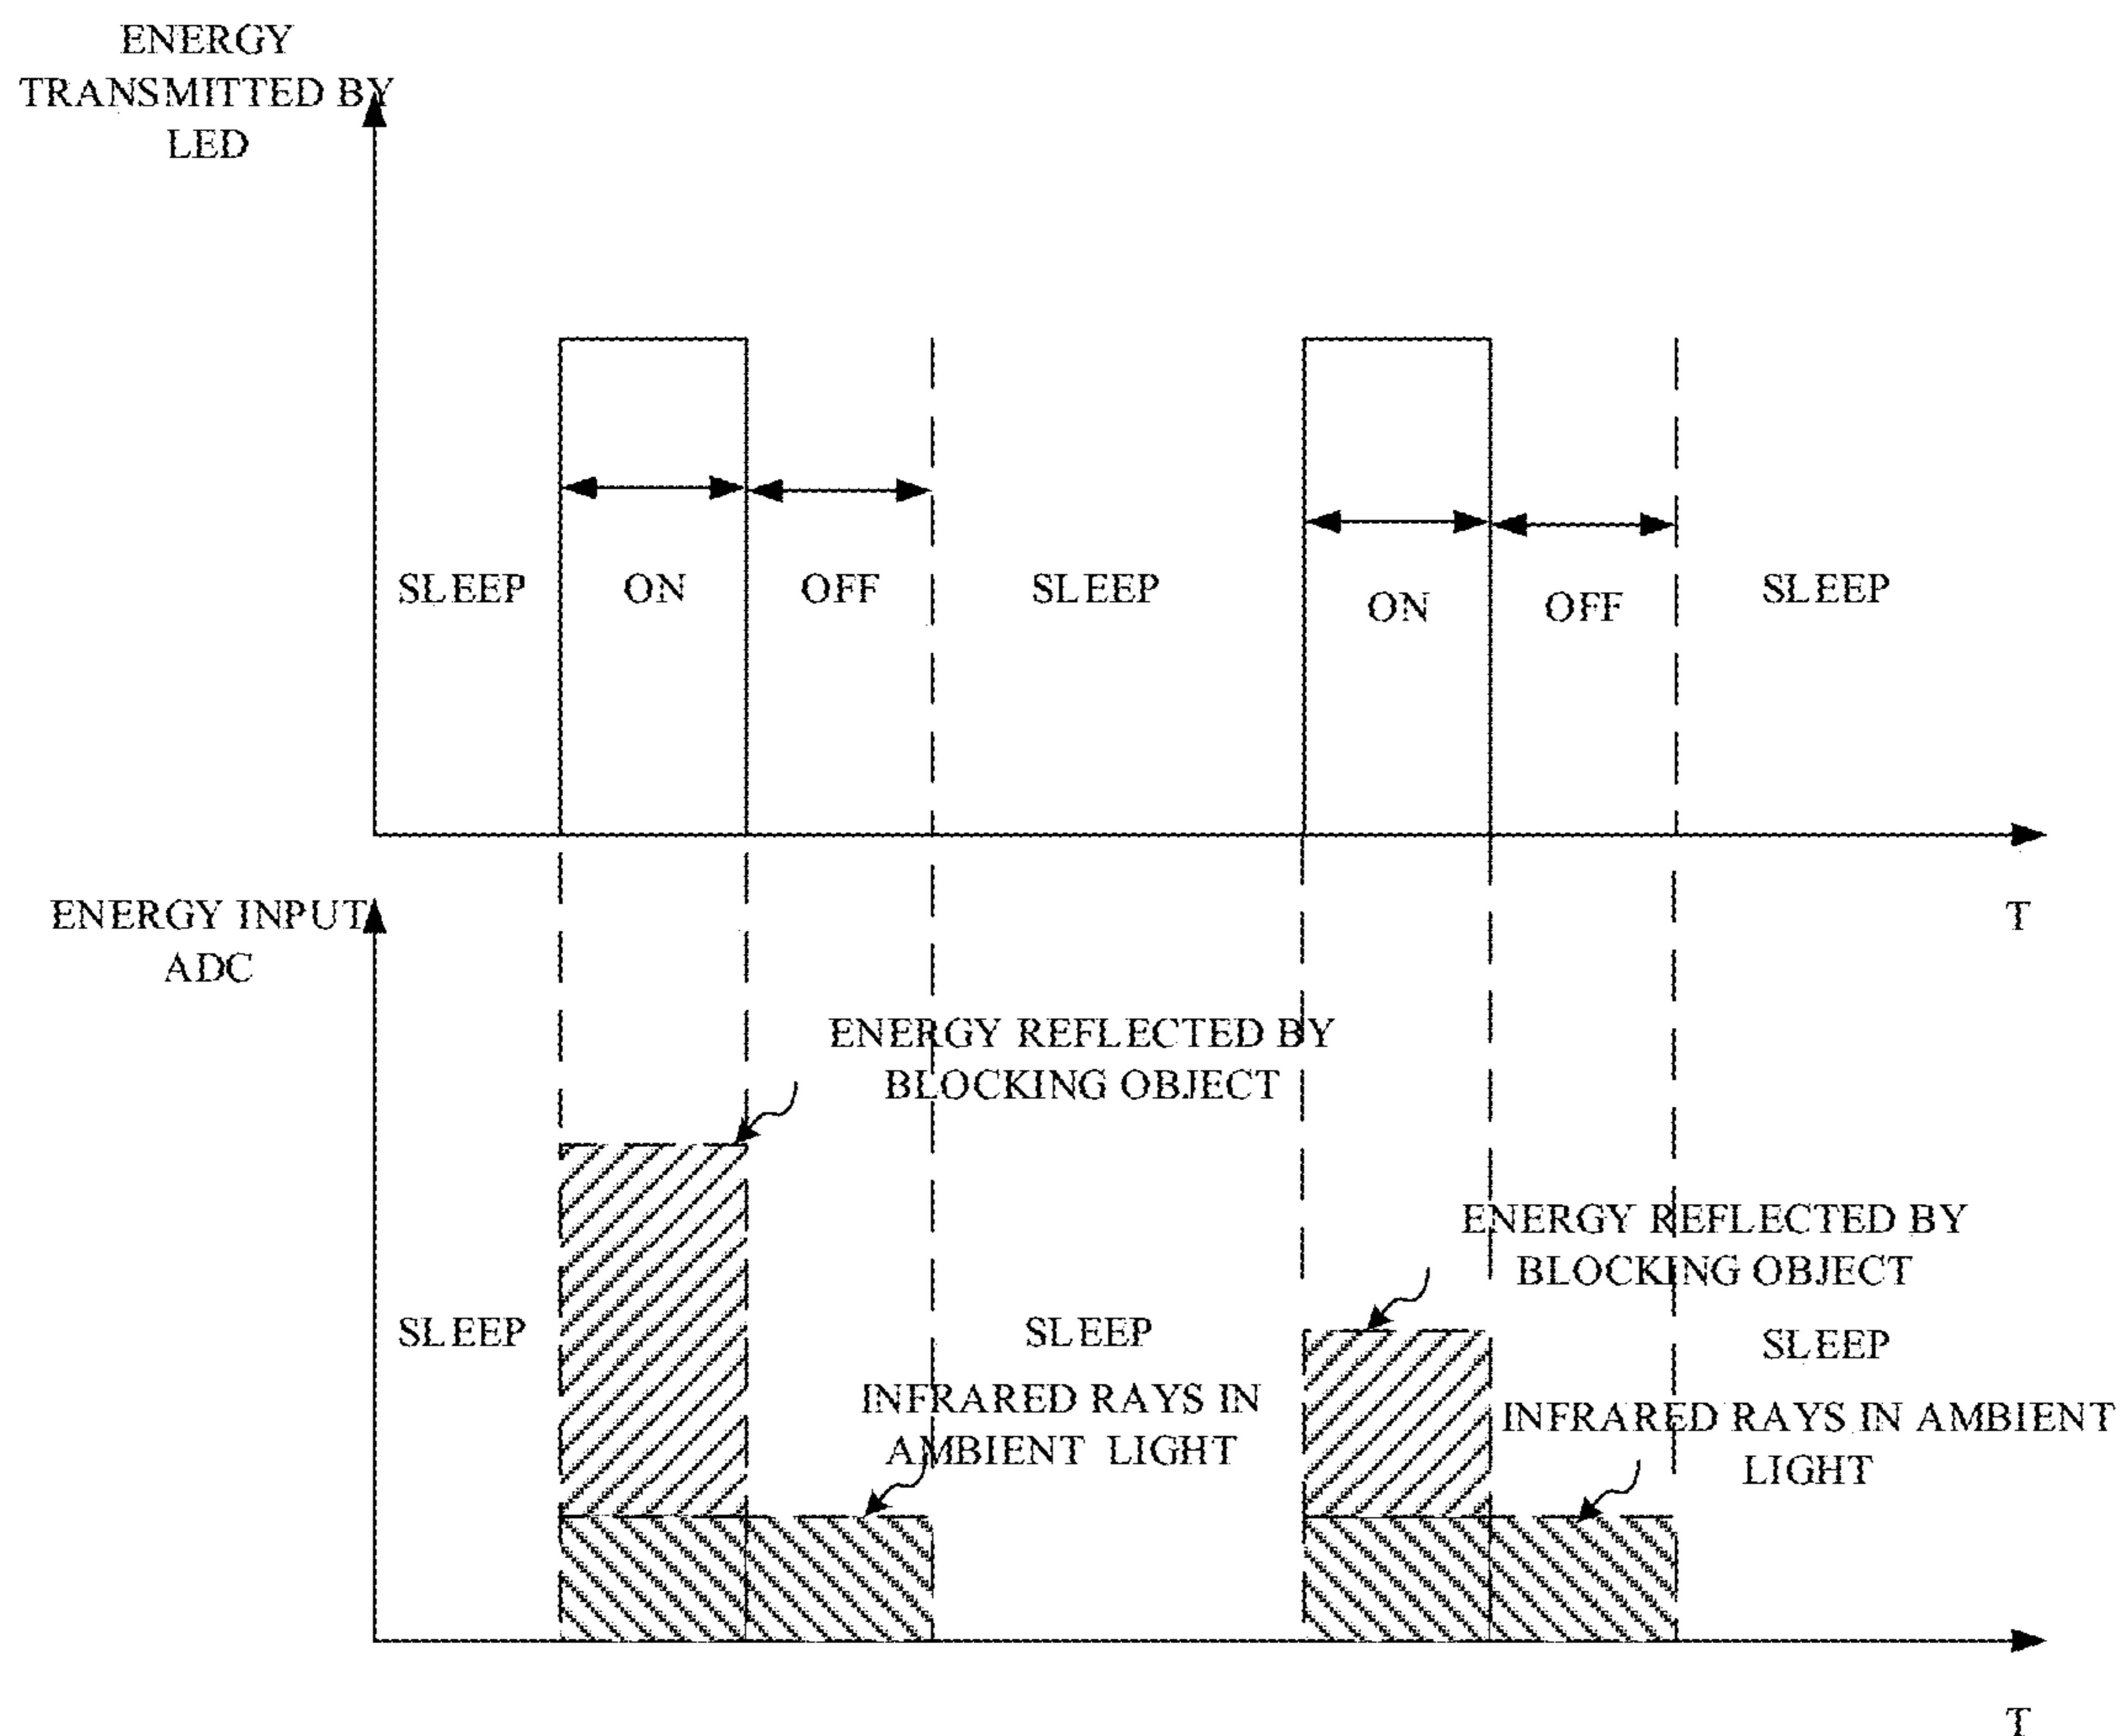 ENERGY
TRANSMITTED BY
LED
SLEEP
ON
OFF
SLEEP
ON
OFF
SLEEP
T
ENERGY INPUT
ADC
ENERGY REFLECTED BY
BLOCKING OBJECT
ENERGY REFLECTED BY
BLOCKING OBJECT
SLEEP
SLEEP
SLEEP
INFRARED RAYS IN
AMBIENT LIGHT
INFRARED RAYS IN AMBIENT
LIGHT
T